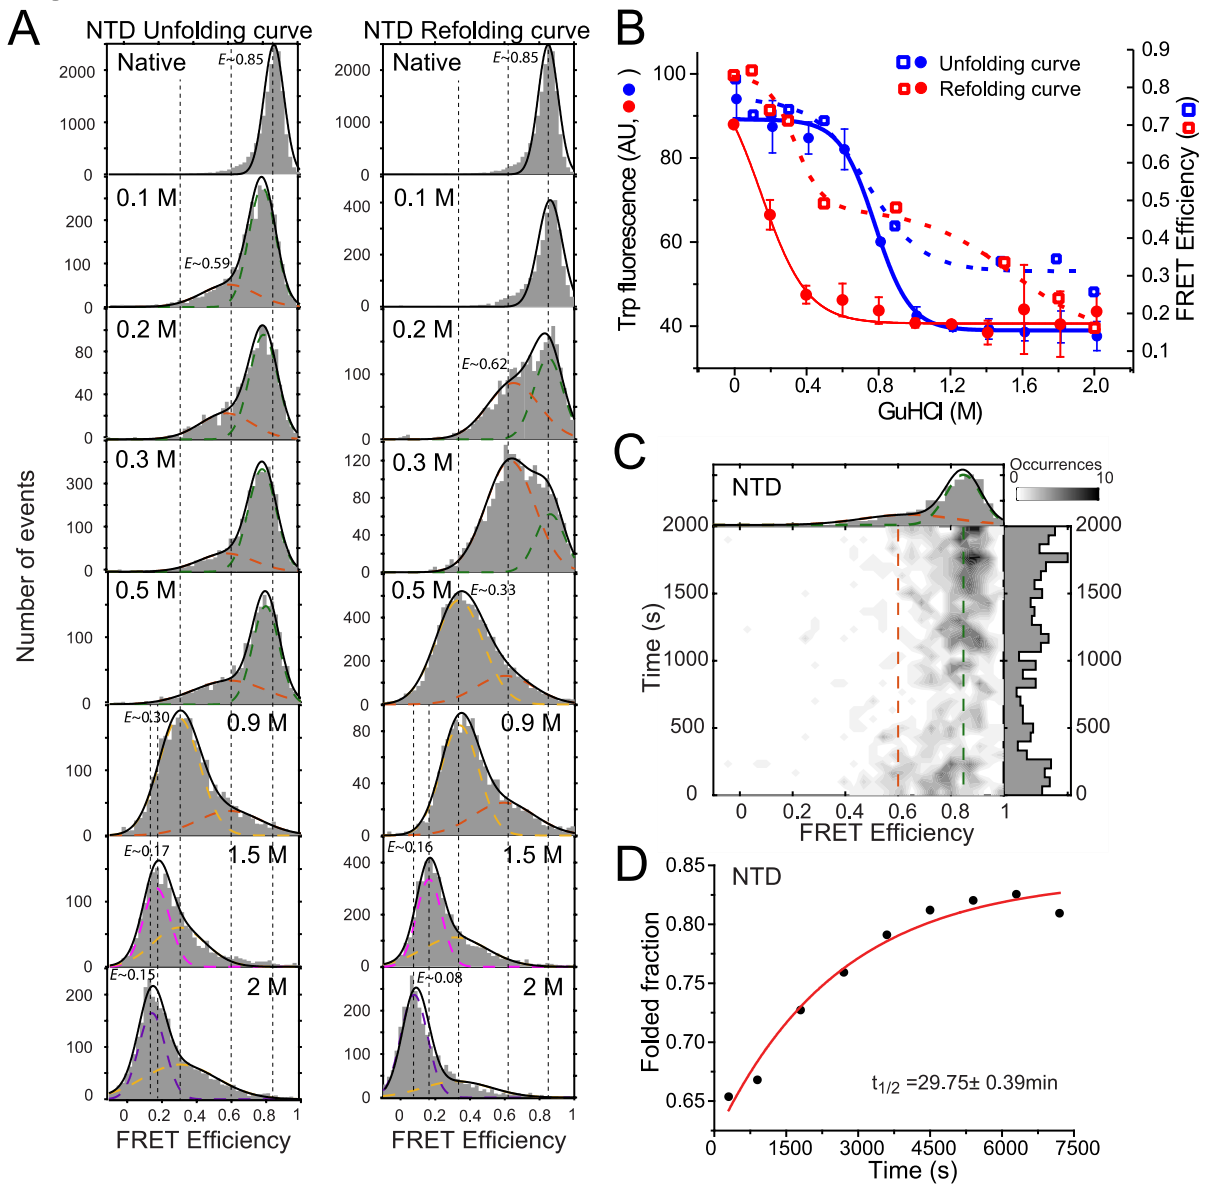 A
NTD Unfolding curve
NTD Refolding curve
Native
E~0.85
2000
1000
0
0.1 M
E~0.59
200
100
0
0.2 M
80
40
0
0.3 M
300
100
0
0.5 M
100
0
E~0.30
0.9 M
100
0
E~0.17
1.5 M
100
50
0
E~0.15
2 M
200
100
0
0
0.2
0.4
0.6
0.8
1
FRET Efficiency
Number of events
Native
E~0.85
2000
1000
0
0.1 M
400
200
0
0.2 M
E~0.62
100
0
0.3 M
120
80
40
0
0.5 M
E~0.33
400
200
0
0.9 M
80
40
0
E~0.16
1.5 M
400
200
0
E~0.08
2 M
200
100
0
0
0.2
0.4
0.6
0.8
1
FRET Efficiency
B
Unfolding curve
Refolding curve
Trp fluorescence (AU, )
100
80
60
40
0
0.4
0.8
1.2
1.6
2.0
GuHCl (M)
0.9
0.8
0.7
0.6
0.5
0.4
0.3
0.2
0.1
FRET Efficiency ( )
C
NTD
Occurrences
0
10
2000
1500
1000
500
0
Time (s)
2000
1500
1000
500
0
0
0.2
0.4
0.6
0.8
1
FRET Efficiency
D
NTD
0.85
0.80
0.75
0.70
0.65
Folded fraction
t1/2 =29.75± 0.39min
0
1500
3000
4500
6000
7500
Time (s)